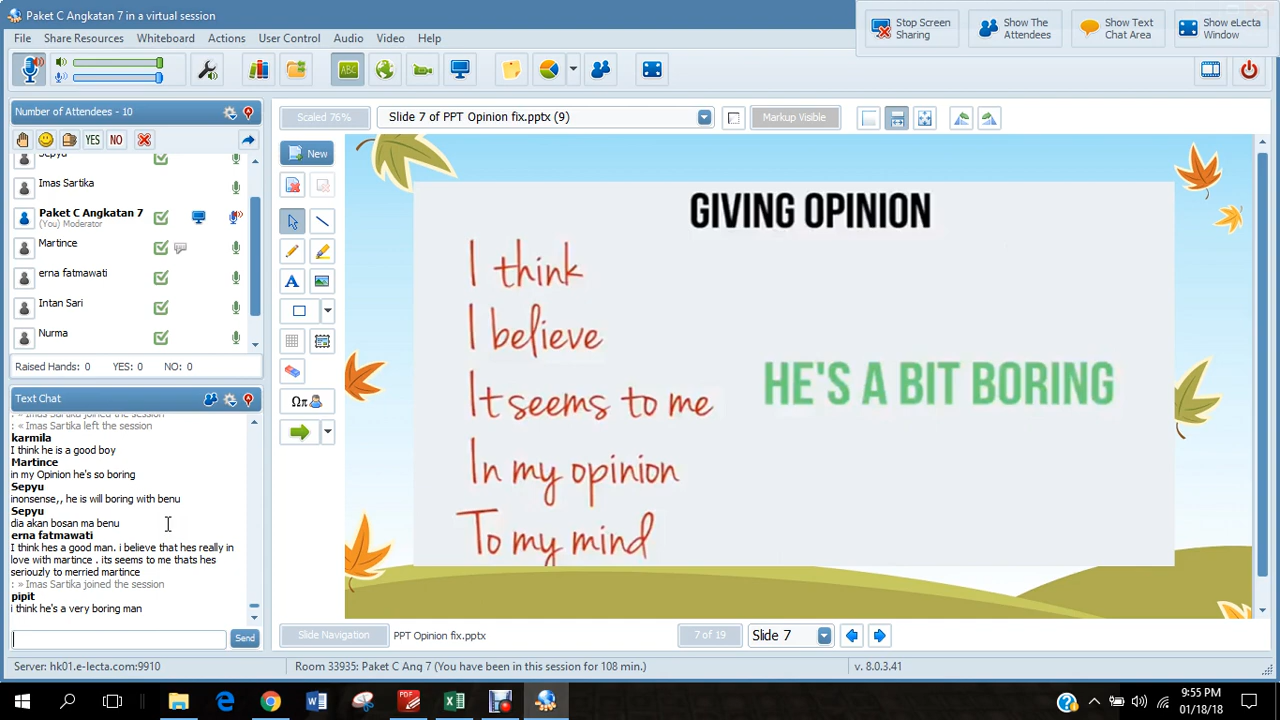 Paket C Angkatan 7 in a virtual session
Stop Screen Sharing
Show The Attendees
Show Text Chat Area
Show eLecta Window
File Share Resources Whiteboard Actions User Control Audio Video Help
ABC
Number of Attendees - 10
YES NO
Sepyu
Imas Sartika
Paket C Angkatan 7
(You) Moderator
Martince
erna fatmawati
Intan Sari
Nurma
Raised Hands: 0 YES: 0 NO: 0
Text Chat
: « Imas Sartika joined the session
: « Imas Sartika left the session
karmila
I think he is a good boy
Martince
in my Opinion he's so boring
Sepyu
inonsense,, he is will boring with benu
Sepyu
dia akan bosan ma benu
erna fatmawati
I think hes a good man. i believe that hes really in
love with martince . its seems to me thats hes
seriouzly to merried martince
: » Imas Sartika joined the session
pipit
i think he's a very boring man
Send
Scaled 76%
Slide 7 of PPT Opinion fix.pptx (9)
Markup Visible
New
A
Ωπ
GIVING OPINION
I think
I believe
It seems to me
In my opinion
To my mind
HE'S A BIT BORING
Slide Navigation
PPT Opinion fix.pptx
7 of 19
Slide 7
Server: hk01.e-lecta.com:9910
Room 33935: Paket C Ang 7 (You have been in this session for 108 min.)
v. 8.0.3.41
9:55 PM
01/18/18